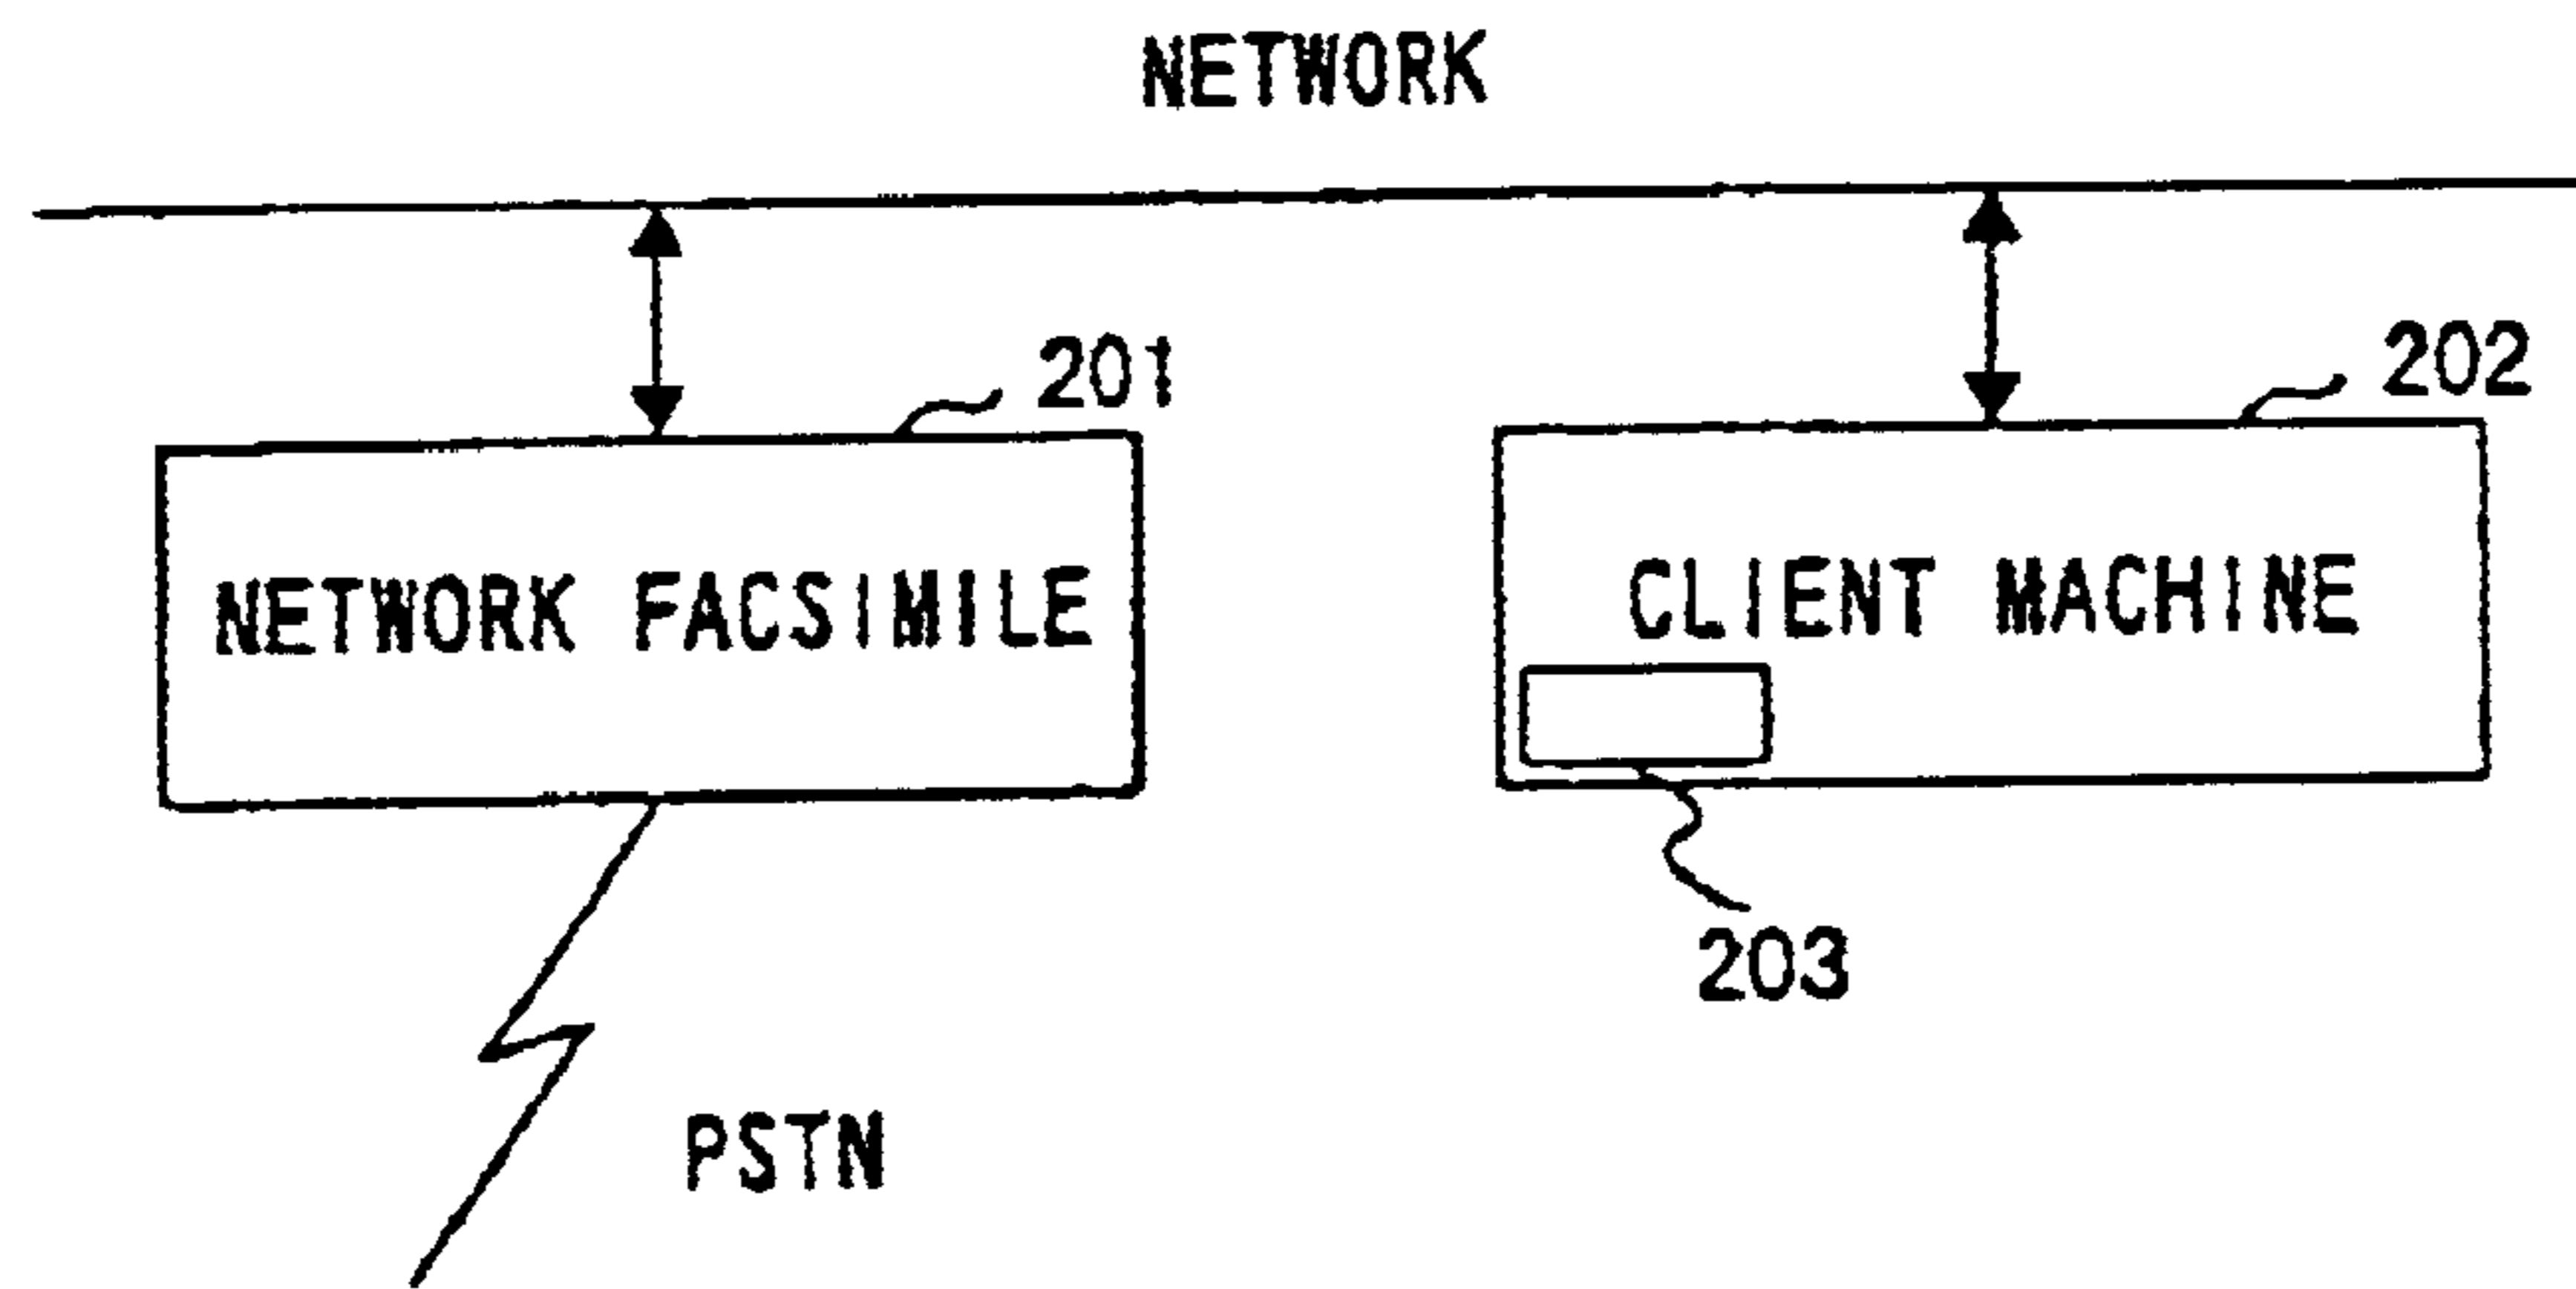 NETWORK
201
202
NETWORK FACSIMILE
CLIENT MACHINE
203
PSTN